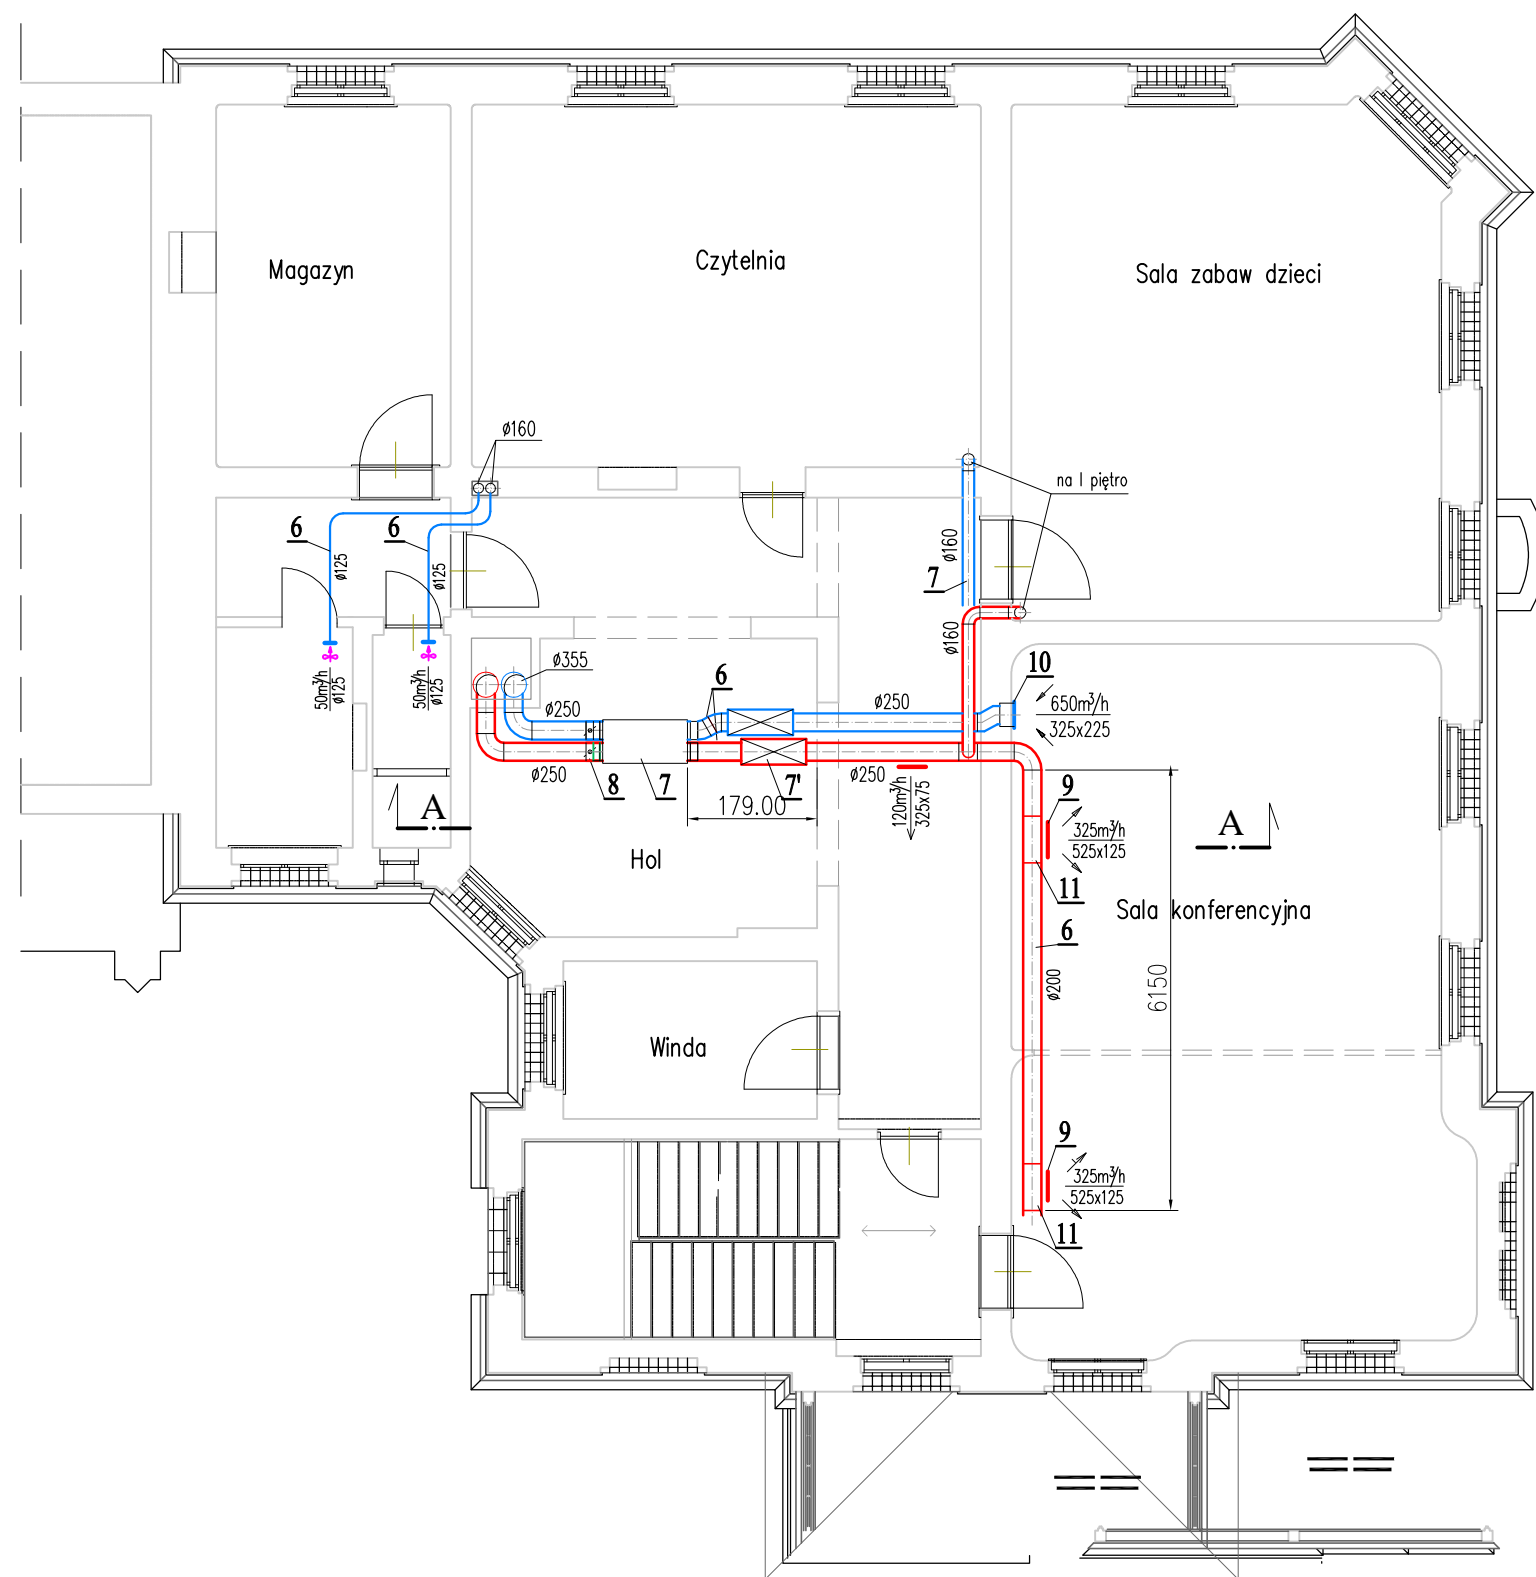 Magazyn
Czytelnia
Sala zabaw dzieci
ø160
na I piętro
6
6
ø125
ø125
ø160
7
ø160
50m³/h
ø125
50m³/h
ø125
ø355
6
10
ø250
ø250
650m³/h
325x225
ø250
8
7
7'
ø250
179.00
120m³/h
325x75
9
325m³/h
525x125
11
A
A
Hol
Sala konferencyjna
6
ø200
6150
Winda
9
325m³/h
525x125
11